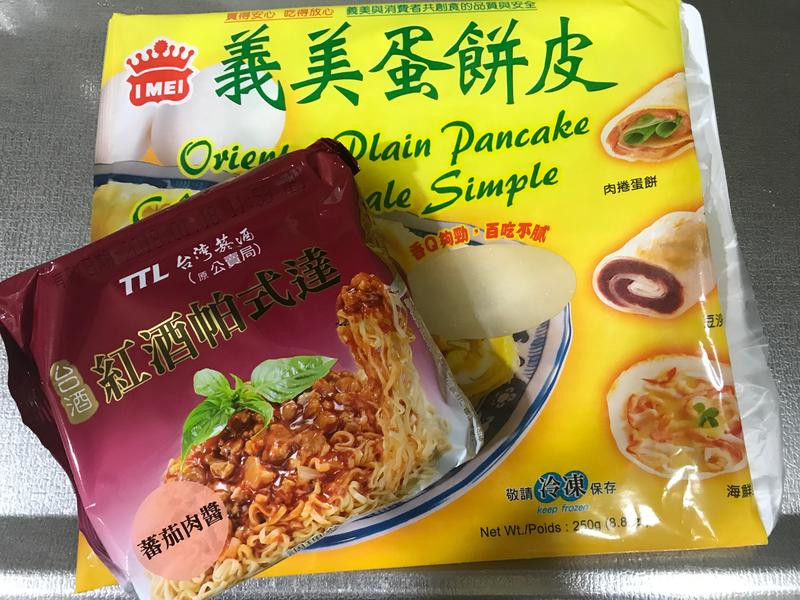 買得安心 吃得放心 義美與消費者共創食的品質與安全
I MEI
義美蛋餅皮
Plain Pancake
Simple
肉捲蛋餅
香Q夠勁，百吃不膩
豆沙
海鮮
敬請冷凍保存
keep frozen
Net Wt./Poids : 250g (8.8
TTL 台灣菸酒
(原公賣局)
台酒
紅酒帕式達
蕃茄肉醬